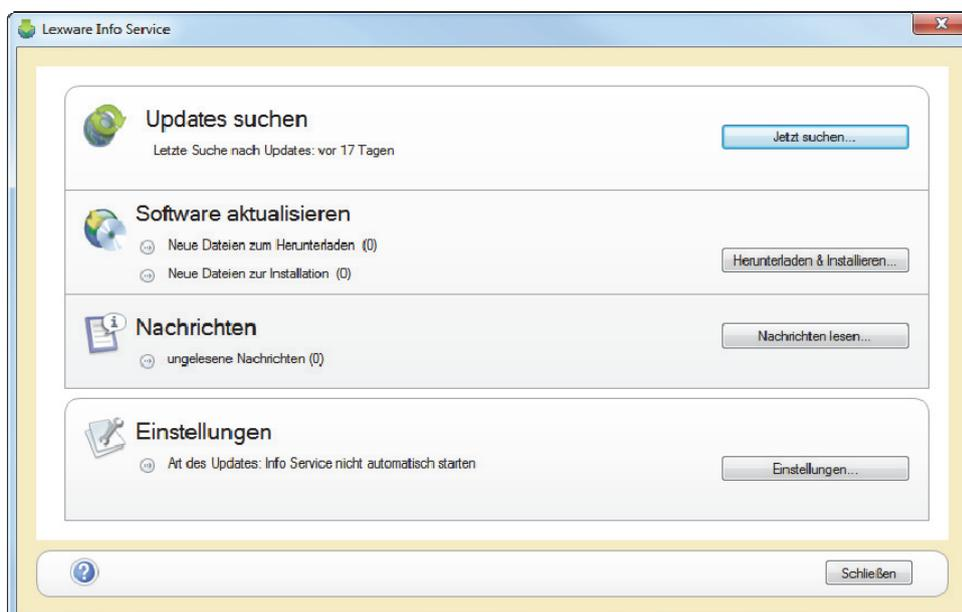 Lexware Info Service
Updates suchen
Letzte Suche nach Updates: vor 17 Tagen
Jetzt suchen...
Software aktualisieren
Neue Dateien zum Herunterladen (0)
Neue Dateien zur Installation (0)
Herunterladen & Installieren...
Nachrichten
ungelesene Nachrichten (0)
Nachrichten lesen...
Einstellungen
Art des Updates: Info Service nicht automatisch starten
Einstellungen...
Schließen